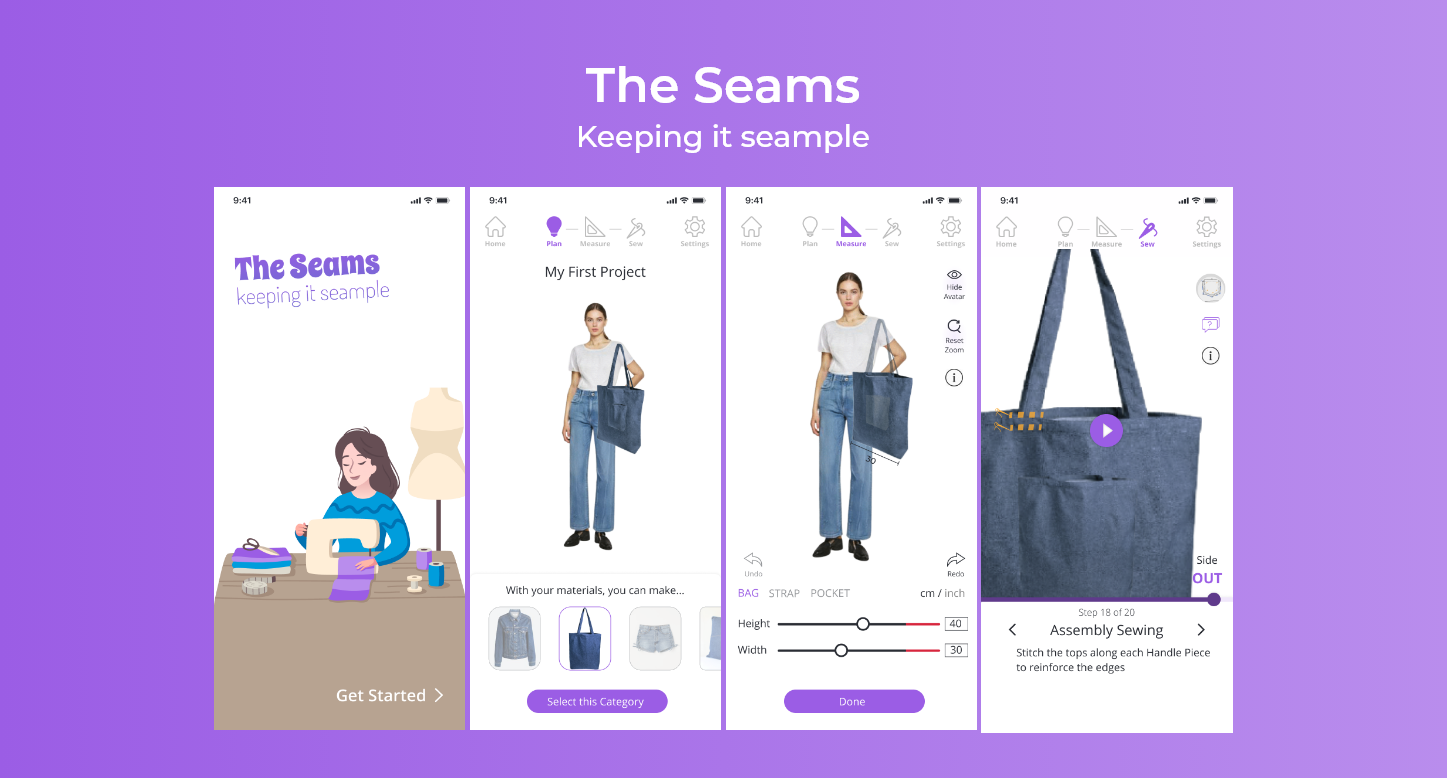 The Seams
Keeping it seample
9:41
The Seams
keeping it seample
Get Started
9:41
Home
Plan
Measure
Sew
Settings
My First Project
With your materials, you can make...
Select this Category
9:41
Home
Plan
Measure
Sew
Settings
Hide
Avatar
Reset
Zoom
30
Undo
Redo
BAG STRAP POCKET cm / inch
Height 40
Width 30
Done
9:41
Home
Plan
Measure
Sew
Settings
?
Side
OUT
Step 18 of 20
Assembly Sewing
Stitch the tops along each Handle Piece
to reinforce the edges